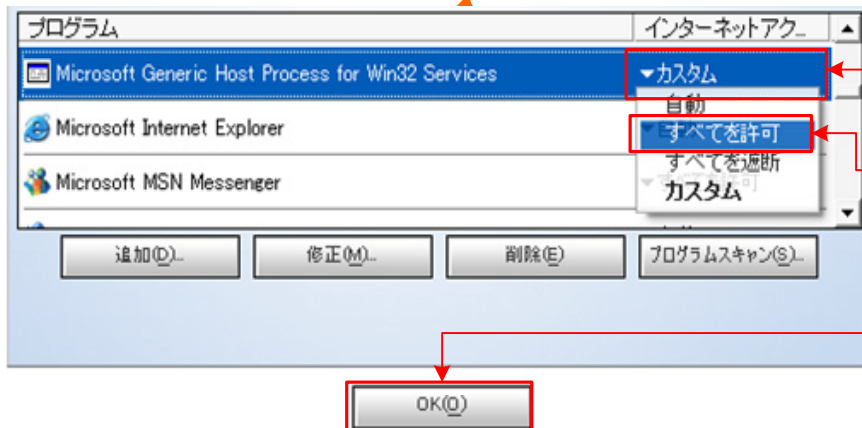 プログラム インターネットアク...
Microsoft Generic Host Process for Win32 Services カスタム
自動
Microsoft Internet Explorer すべてを許可
すべてを遮断
Microsoft MSN Messenger カスタム
追加(D)... 修正(M)... 削除(E) プログラムスキャン(S)...
OK(O)